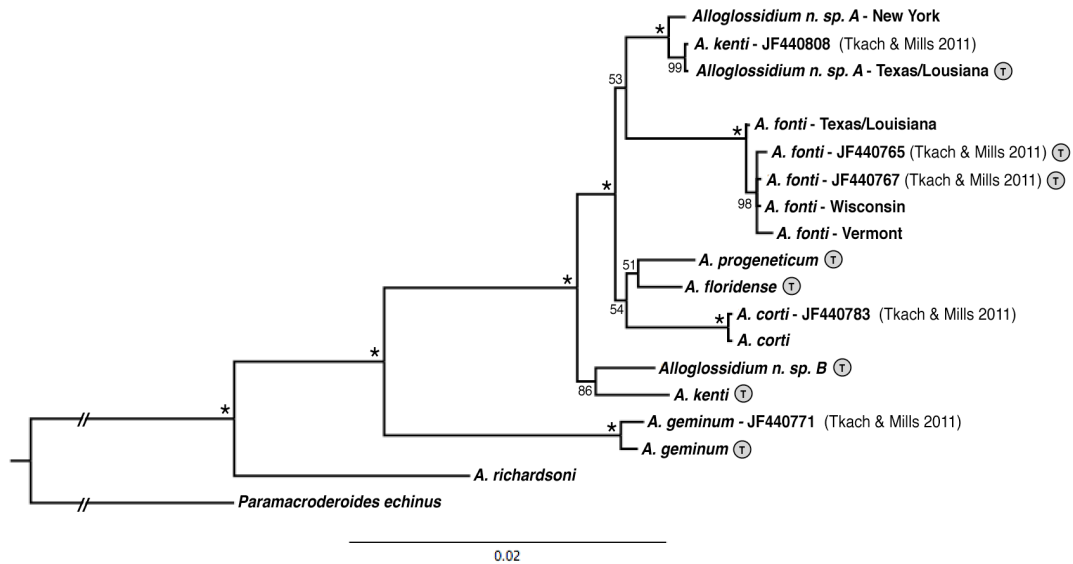 Alloglossidium n. sp. A - New York
*
A. kenti - JF440808 (Tkach & Mills 2011)
99
Alloglossidium n. sp. A - Texas/Lousiana T
53
A. fonti - Texas/Louisiana
*
A. fonti - JF440765 (Tkach & Mills 2011) T
A. fonti - JF440767 (Tkach & Mills 2011) T
*
98
A. fonti - Wisconsin
A. fonti - Vermont
A. progeneticum T
51
*
A. floridense T
54
A. corti - JF440783 (Tkach & Mills 2011)
*
A. corti
*
Alloglossidium n. sp. B T
86
A. kenti T
*
A. geminum - JF440771 (Tkach & Mills 2011)
*
A. geminum T
A. richardsoni
Paramacroderoides echinus
0.02